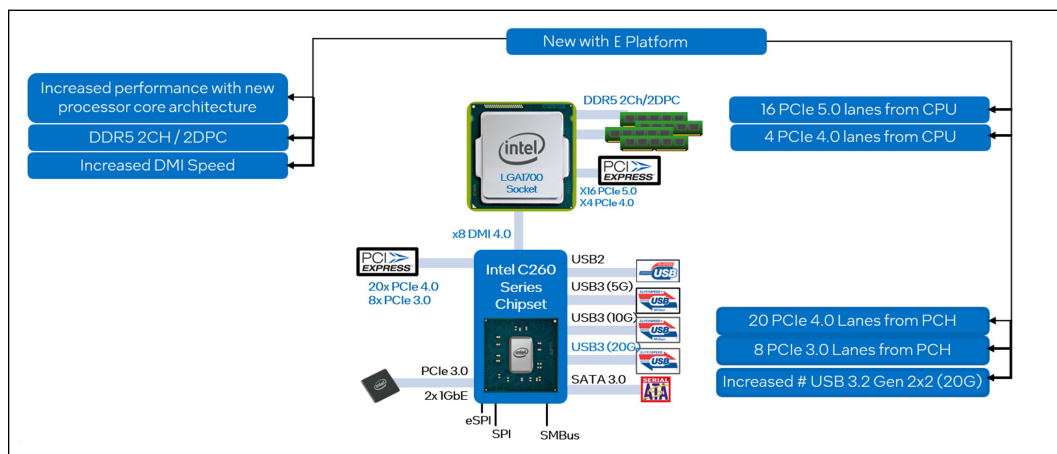 New with E Platform
Increased performance with new
processor core architecture
DDR5 2CH / 2DPC
Increased DMI Speed
DDR5 2Ch/2DPC
intel
LGA1700
Socket
PCI
EXPRESS
X16 PCIe 5.0
X4 PCIe 4.0
16 PCIe 5.0 lanes from CPU
4 PCIe 4.0 lanes from CPU
x8 DMI 4.0
PCI
EXPRESS
20x PCIe 4.0
8x PCIe 3.0
Intel C260
Series
Chipset
intel
USB2
USB
USB3 (5G)
USB
USB3 (10G)
USB
USB3 (20G)
USB
SATA 3.0
SERIAL
ATA
PCIe 3.0
2x 1GbE
eSPI
SPI
SMBus
20 PCIe 4.0 Lanes from PCH
8 PCIe 3.0 Lanes from PCH
Increased # USB 3.2 Gen 2x2 (20G)